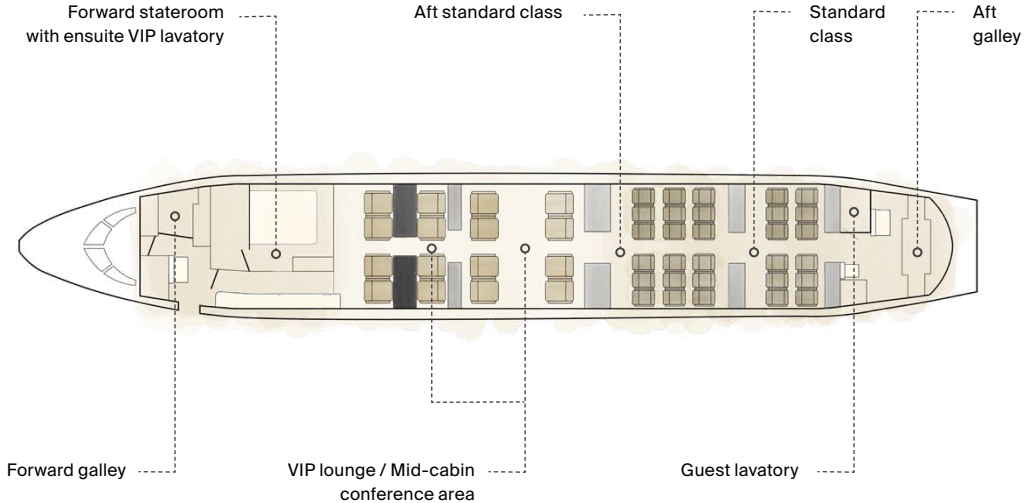 Forward stateroom
with ensuite VIP lavatory
Aft standard class
Standard
class
Aft
galley
Forward galley
VIP lounge / Mid-cabin
conference area
Guest lavatory